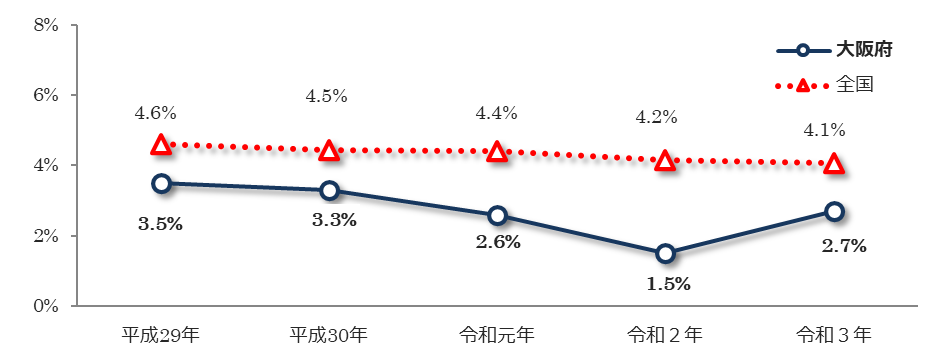 8%
大阪府
全国
6%
4.6%
4.5%
4.4%
4.2%
4.1%
4%
3.5%
3.3%
2.6%
1.5%
2.7%
2%
0%
平成29年
平成30年
令和元年
令和２年
令和３年